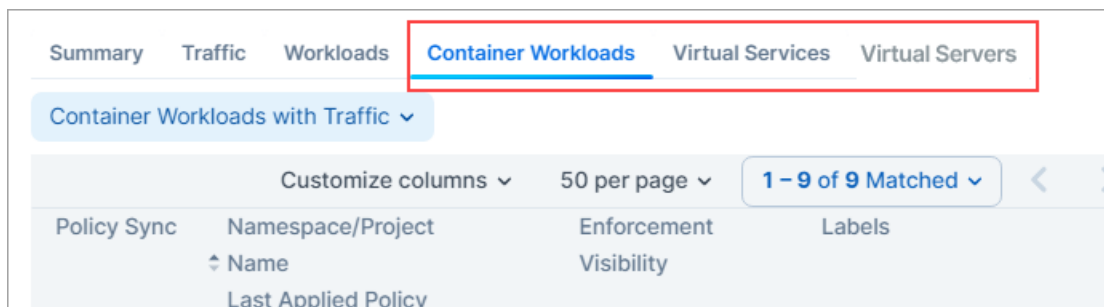 Summary Traffic Workloads Container Workloads Virtual Services Virtual Servers
Container Workloads with Traffic
Customize columns 50 per page 1 – 9 of 9 Matched
Policy Sync Namespace/Project Enforcement Labels
Name Visibility
Last Applied Policy